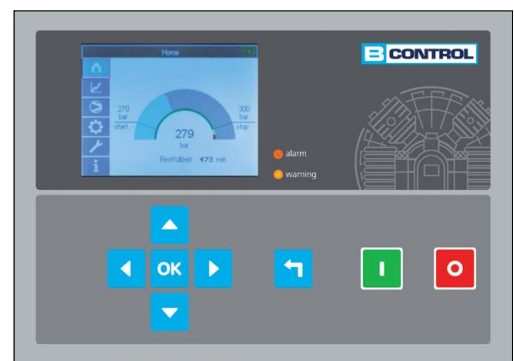 Home
B CONTROL
270
bar
start
300
bar
stop
279
bar
Restfüllzeit 473 min
alarm
warning
OK